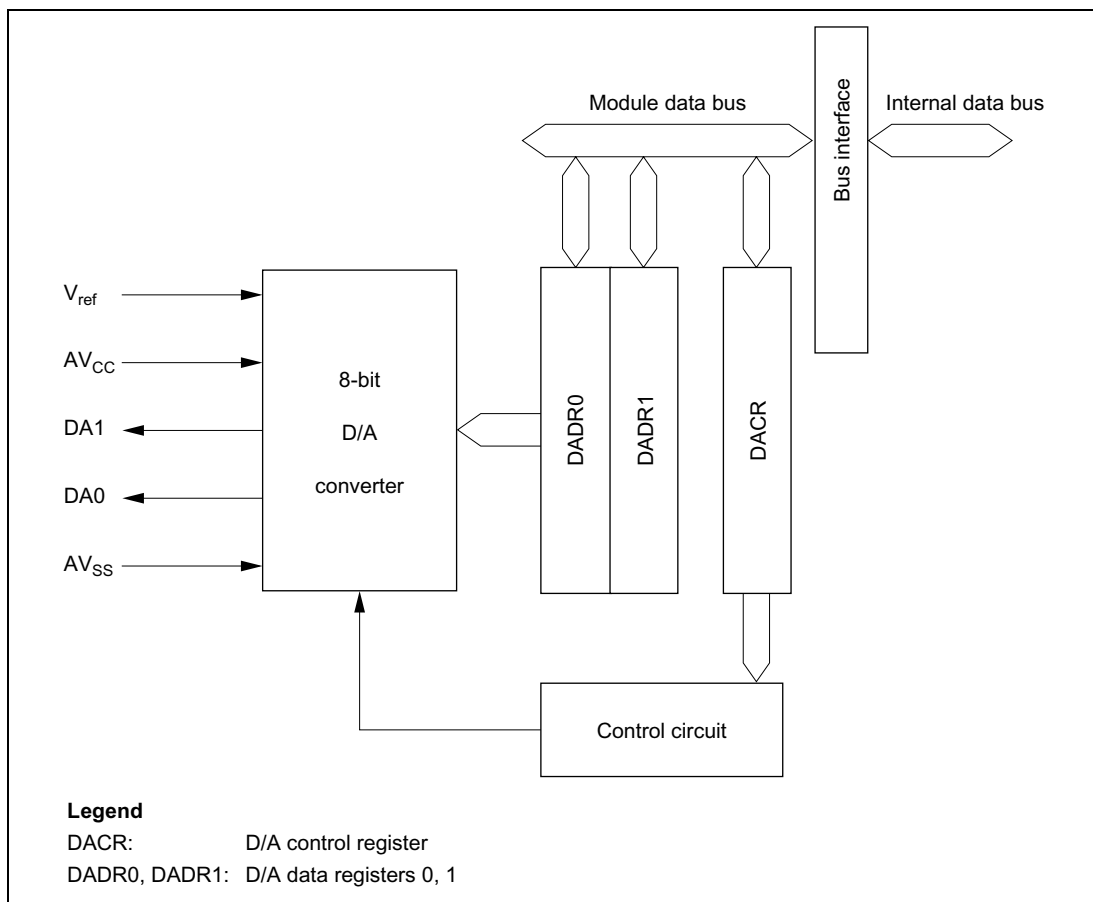 Module data bus
Internal data bus
Bus interface
V_ref
AV_CC
DA1
DA0
AV_SS
8-bit
D/A
converter
DADR0
DADR1
DACR
Control circuit
Legend
DACR: D/A control register
DADR0, DADR1: D/A data registers 0, 1